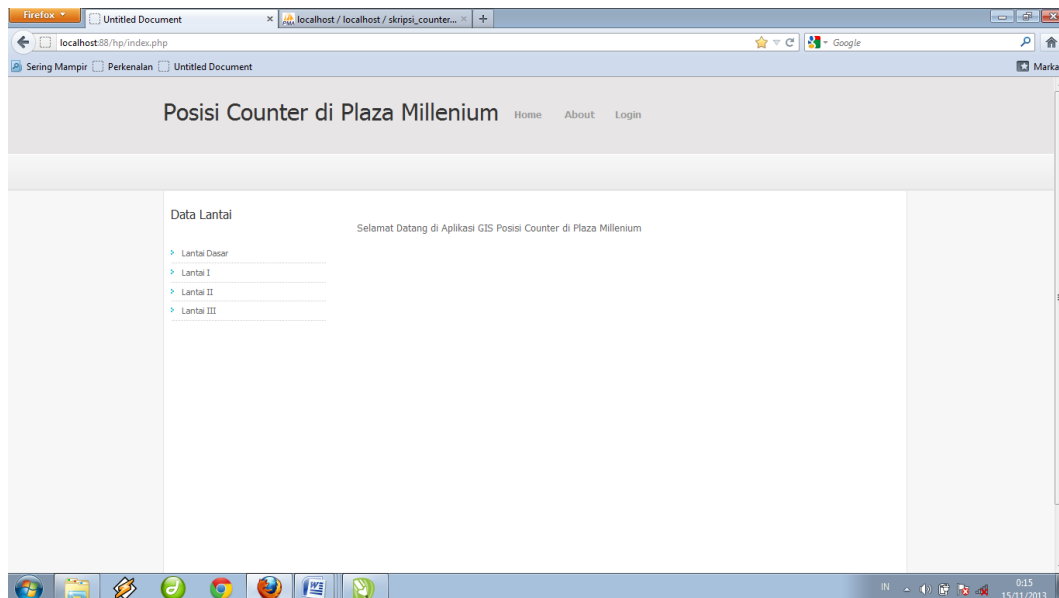 Firefox
Untitled Document
localhost / localhost / skripsi_counter...
localhost:88/hp/index.php
Google
Sering Mampir
Perkenalan
Untitled Document
Marka
Posisi Counter di Plaza Millenium
Home
About
Login
Data Lantai
Selamat Datang di Aplikasi GIS Posisi Counter di Plaza Millenium
Lantai Dasar
Lantai I
Lantai II
Lantai III
IN
0:15
15/11/2013